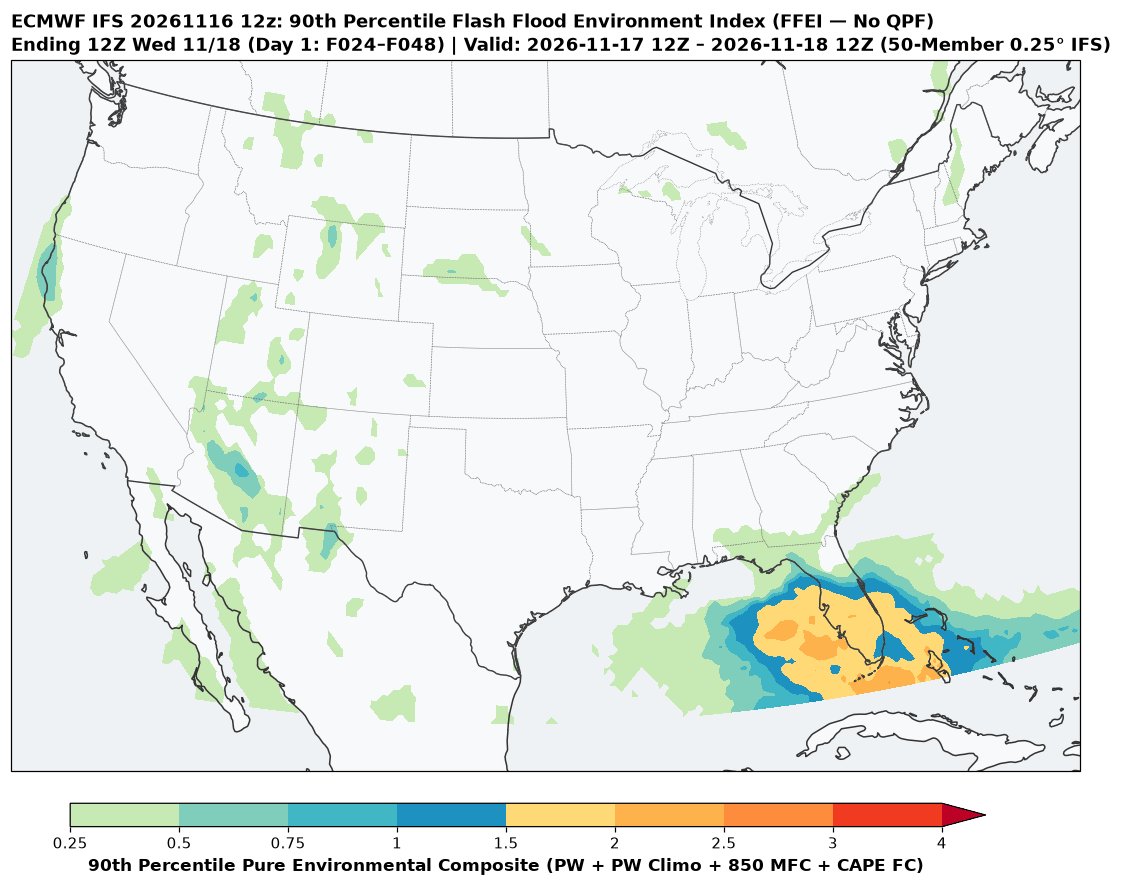 ECMWF IFS 20261116 12z: 90th Percentile Flash Flood Environment Index (FFEI — No QPF)
Ending 12Z Wed 11/18 (Day 1: F024–F048) | Valid: 2026-11-17 12Z – 2026-11-18 12Z (50-Member 0.25° IFS)
0.25 0.5 0.75 1 1.5 2 2.5 3 4
90th Percentile Pure Environmental Composite (PW + PW Climo + 850 MFC + CAPE FC)